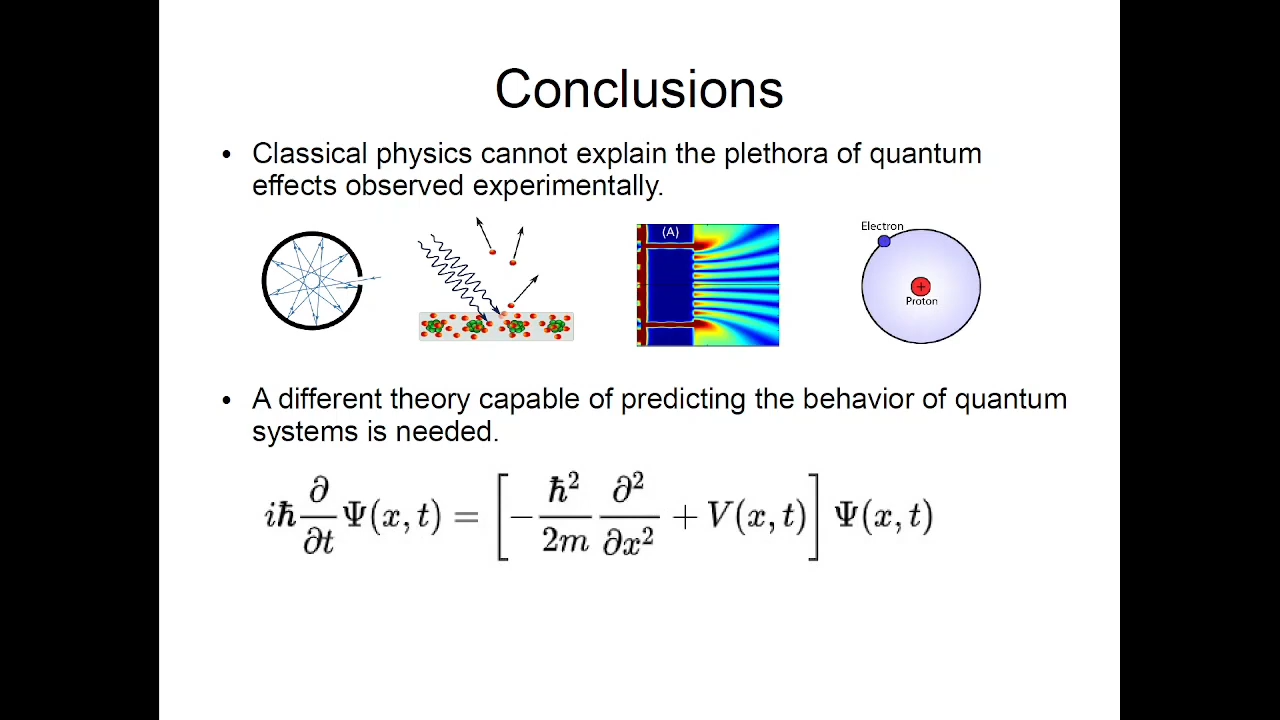 Conclusions
• Classical physics cannot explain the plethora of quantum
effects observed experimentally.
(A)
Electron
+
Proton
• A different theory capable of predicting the behavior of quantum
systems is needed.
iħ ∂/∂t Ψ(x, t) = [−ħ²/2m ∂²/∂x² + V(x, t)] Ψ(x, t)